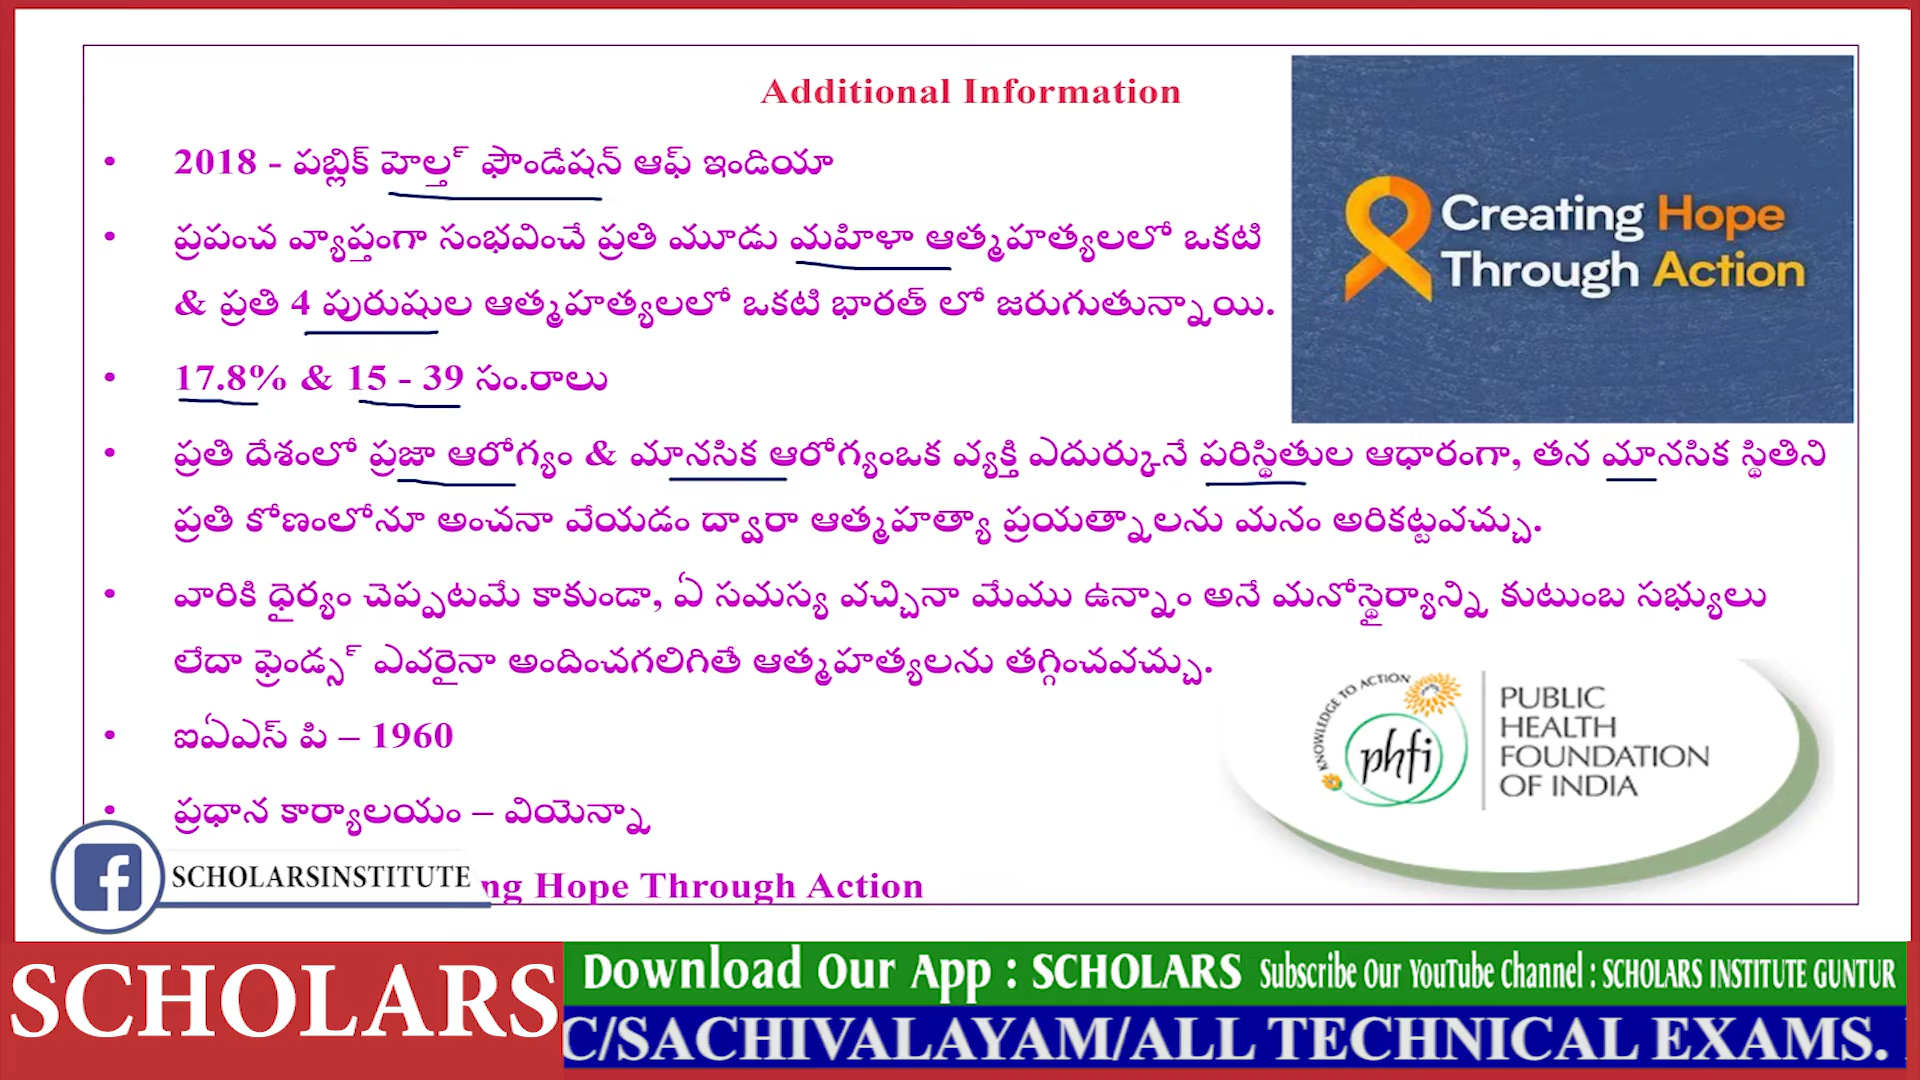 Additional Information
• 2018 - పబ్లిక్ హెల్త్ ఫౌండేషన్ ఆఫ్ ఇండియా
• ప్రపంచ వ్యాప్తంగా సంభవించే ప్రతి మూడు మహిళా ఆత్మహత్యలలో ఒకటి
& ప్రతి 4 పురుషుల ఆత్మహత్యలలో ఒకటి భారత్ లో జరుగుతున్నాయి.
• 17.8% & 15 - 39 సం.రాలు
• ప్రతి దేశంలో ప్రజా ఆరోగ్యం & మానసిక ఆరోగ్యంఒక వ్యక్తి ఎదుర్కునే పరిస్థితుల ఆధారంగా, తన మానసిక స్థితిని
ప్రతి కోణంలోనూ అంచనా వేయడం ద్వారా ఆత్మహత్యా ప్రయత్నాలను మనం అరికట్టవచ్చు.
• వారికి ధైర్యం చెప్పటమే కాకుండా, ఏ సమస్య వచ్చినా మేము ఉన్నాం అనే మనోస్థైర్యాన్ని కుటుంబ సభ్యులు
లేదా ఫ్రెండ్స్ ఎవరైనా అందించగలిగితే ఆత్మహత్యలను తగ్గించవచ్చు.
• ఐఏఎస్ పి – 1960
• ప్రధాన కార్యాలయం – వియెన్నా
ng Hope Through Action
Creating Hope
Through Action
KNOWLEDGE TO ACTION
phfi
PUBLIC
HEALTH
FOUNDATION
OF INDIA
f SCHOLARSINSTITUTE
SCHOLARS
Download Our App : SCHOLARS Subscribe Our YouTube Channel : SCHOLARS INSTITUTE GUNTUR
C/SACHIVALAYAM/ALL TECHNICAL EXAMS.